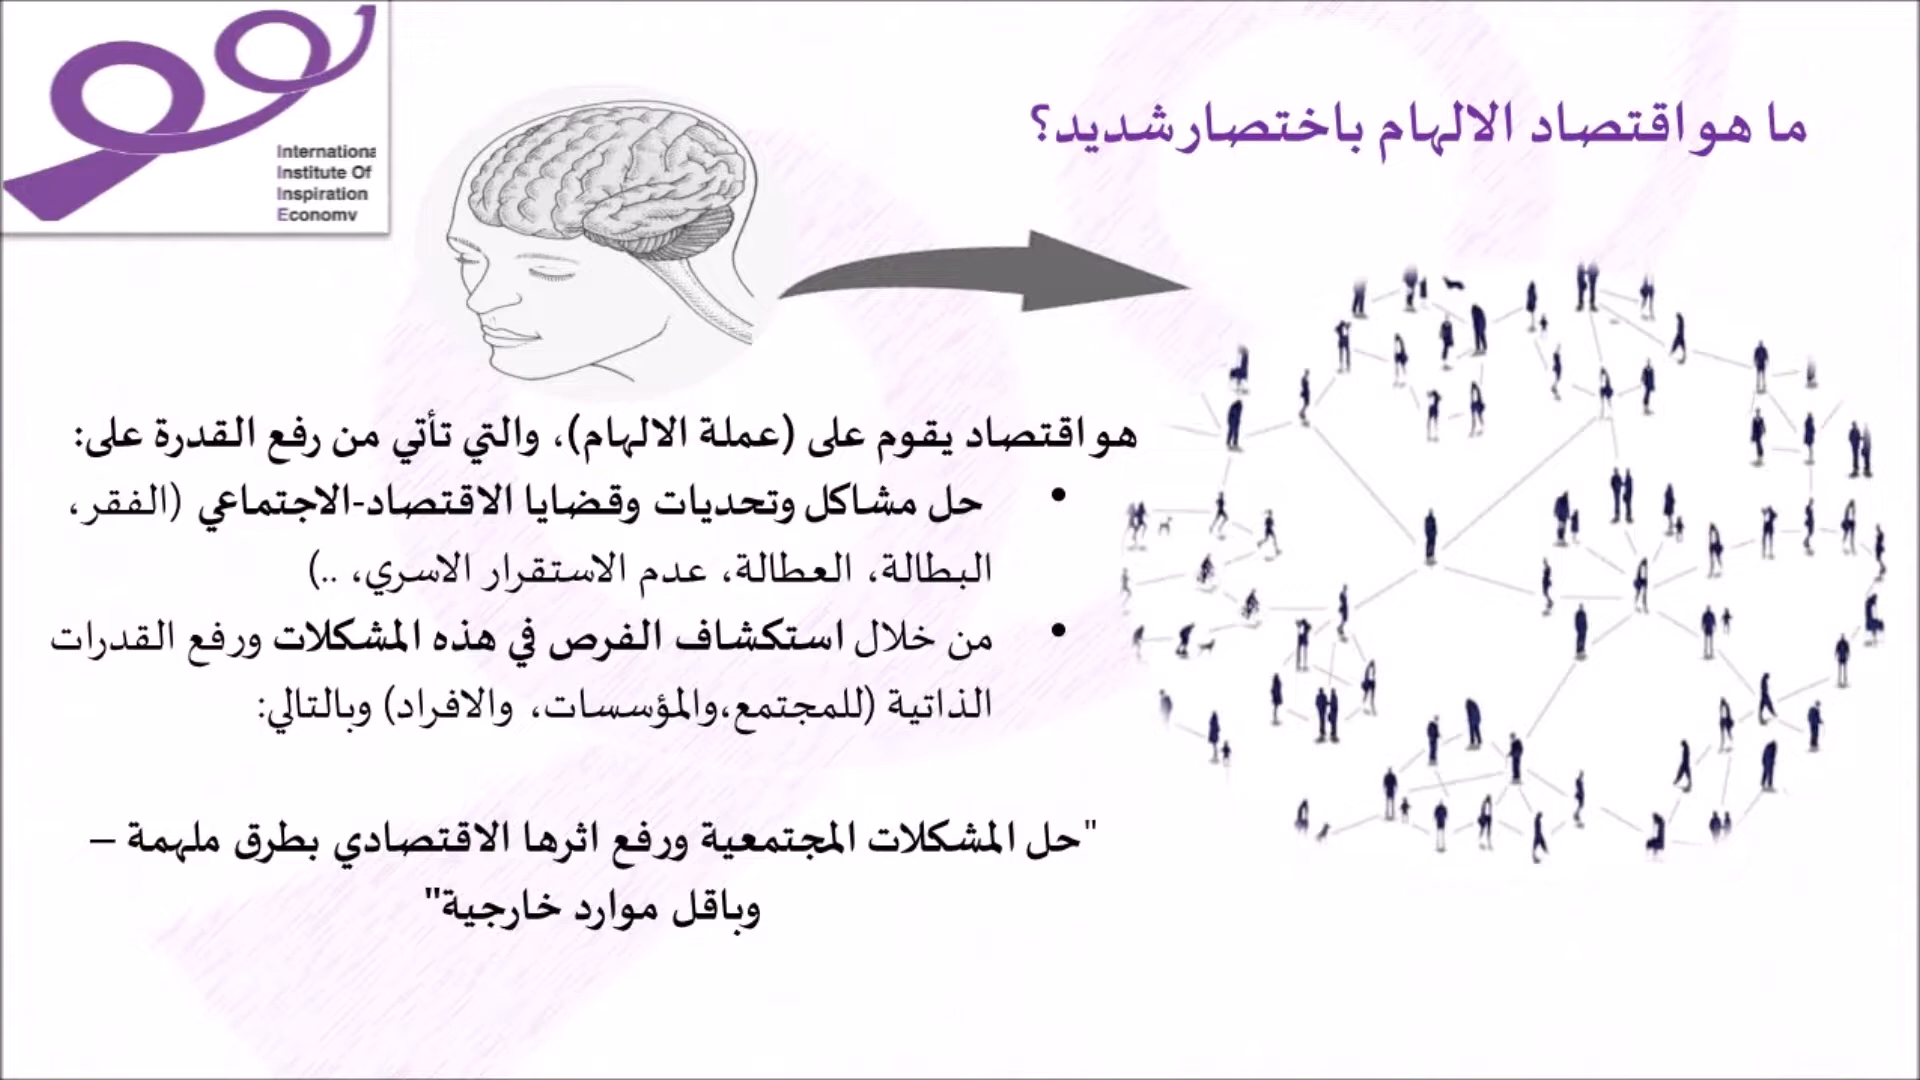 International
Institute Of
Inspiration
Economy
ما هو اقتصاد الالهام باختصار شديد؟
هو اقتصاد يقوم على (عملة الالهام)، والتي تأتي من رفع القدرة على:
• حل مشاكل وتحديات وقضايا الاقتصاد-الاجتماعي (الفقر،
البطالة، العطالة، عدم الاستقرار الاسري، ..)
• من خلال استكشاف الفرص في هذه المشكلات ورفع القدرات
الذاتية (للمجتمع،والمؤسسات، والافراد) وبالتالي:
"حل المشكلات المجتمعية ورفع اثرها الاقتصادي بطرق ملهمة –
وباقل موارد خارجية"